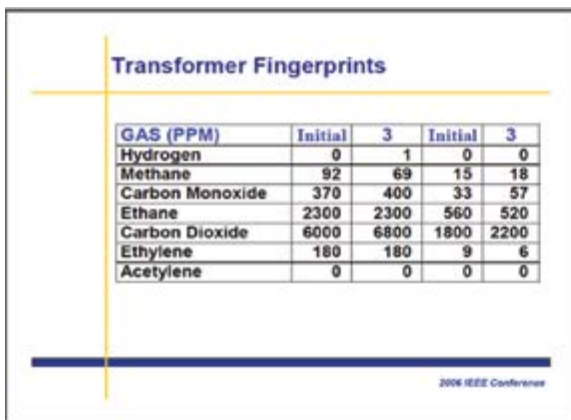 Transformer Fingerprints
GAS (PPM) Initial 3 Initial 3
Hydrogen 0 1 0 0
Methane 92 69 15 18
Carbon Monoxide 370 400 33 57
Ethane 2300 2300 560 520
Carbon Dioxide 6000 6800 1800 2200
Ethylene 180 180 9 6
Acetylene 0 0 0 0
2006 IEEE Conference